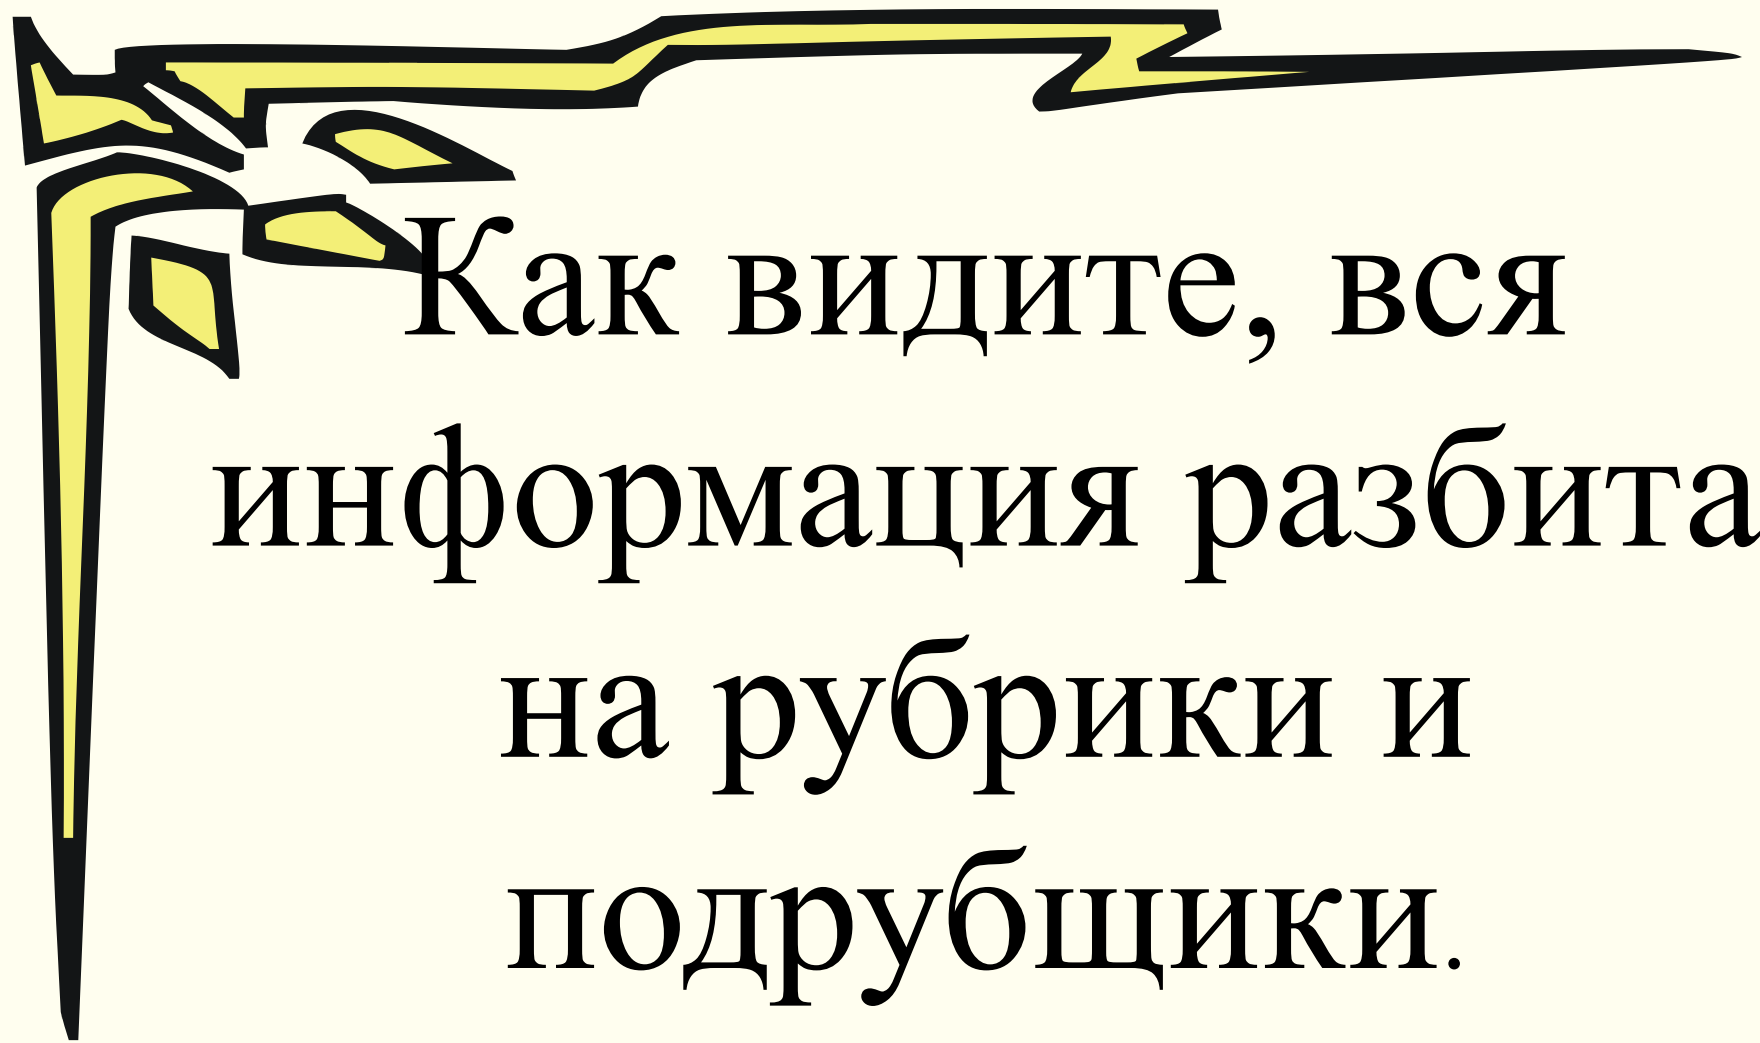 Как видите, вся
информация разбита
на рубрики и
подрубщики.